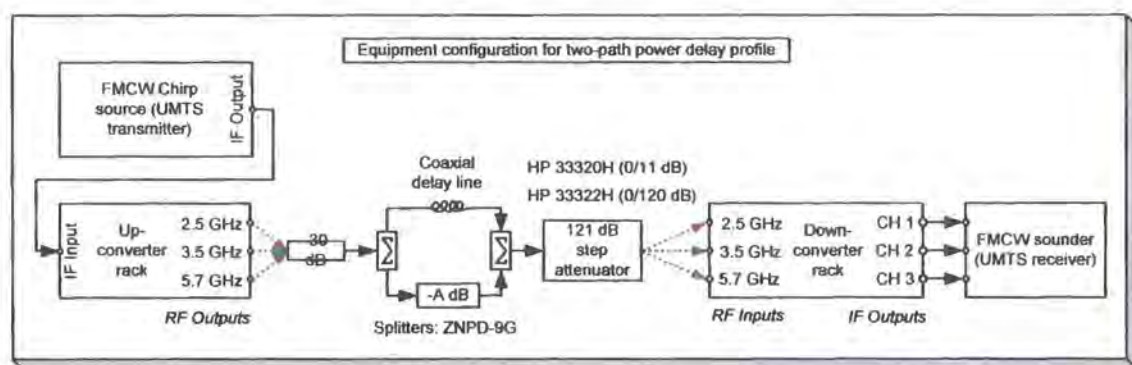 Equipment configuration for two-path power delay profile
FMCW Chirp
source (UMTS
transmitter)
IF Output
Coaxial
delay line
HP 33320H (0/11 dB)
HP 33322H (0/120 dB)
IF Input
Up-
converter
rack
2.5 GHz
3.5 GHz
5.7 GHz
RF Outputs
30
dB
Σ
-A dB
Σ
Splitters: ZNPD-9G
121 dB
step
attenuator
2.5 GHz
3.5 GHz
5.7 GHz
RF Inputs
Down-
converter
rack
CH 1
CH 2
CH 3
IF Outputs
FMCW sounder
(UMTS receiver)